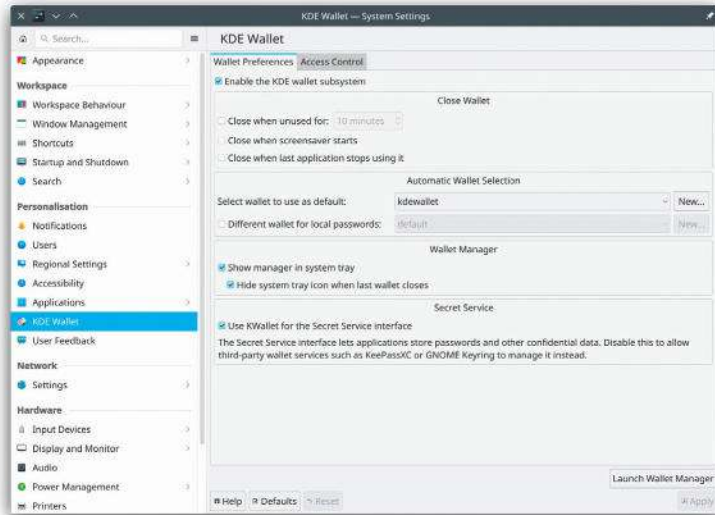 KDE Wallet — System Settings
Search...
KDE Wallet
Appearance
Workspace
Workspace Behaviour
Window Management
Shortcuts
Startup and Shutdown
Search
Personalisation
Notifications
Users
Regional Settings
Accessibility
Applications
KDE Wallet
User Feedback
Network
Settings
Hardware
Input Devices
Display and Monitor
Audio
Power Management
Printers
Wallet Preferences Access Control
Enable the KDE wallet subsystem
Close Wallet
Close when unused for: 10 minutes
Close when screensaver starts
Close when last application stops using it
Automatic Wallet Selection
Select wallet to use as default: kdewallet New...
Different wallet for local passwords: default New...
Wallet Manager
Show manager in system tray
Hide system tray icon when last wallet closes
Secret Service
Use KWallet for the Secret Service interface
The Secret Service interface lets applications store passwords and other confidential data. Disable this to allow
third-party wallet services such as KeePassXC or GNOME Keyring to manage it instead.
Launch Wallet Manager
Help Defaults Reset Apply